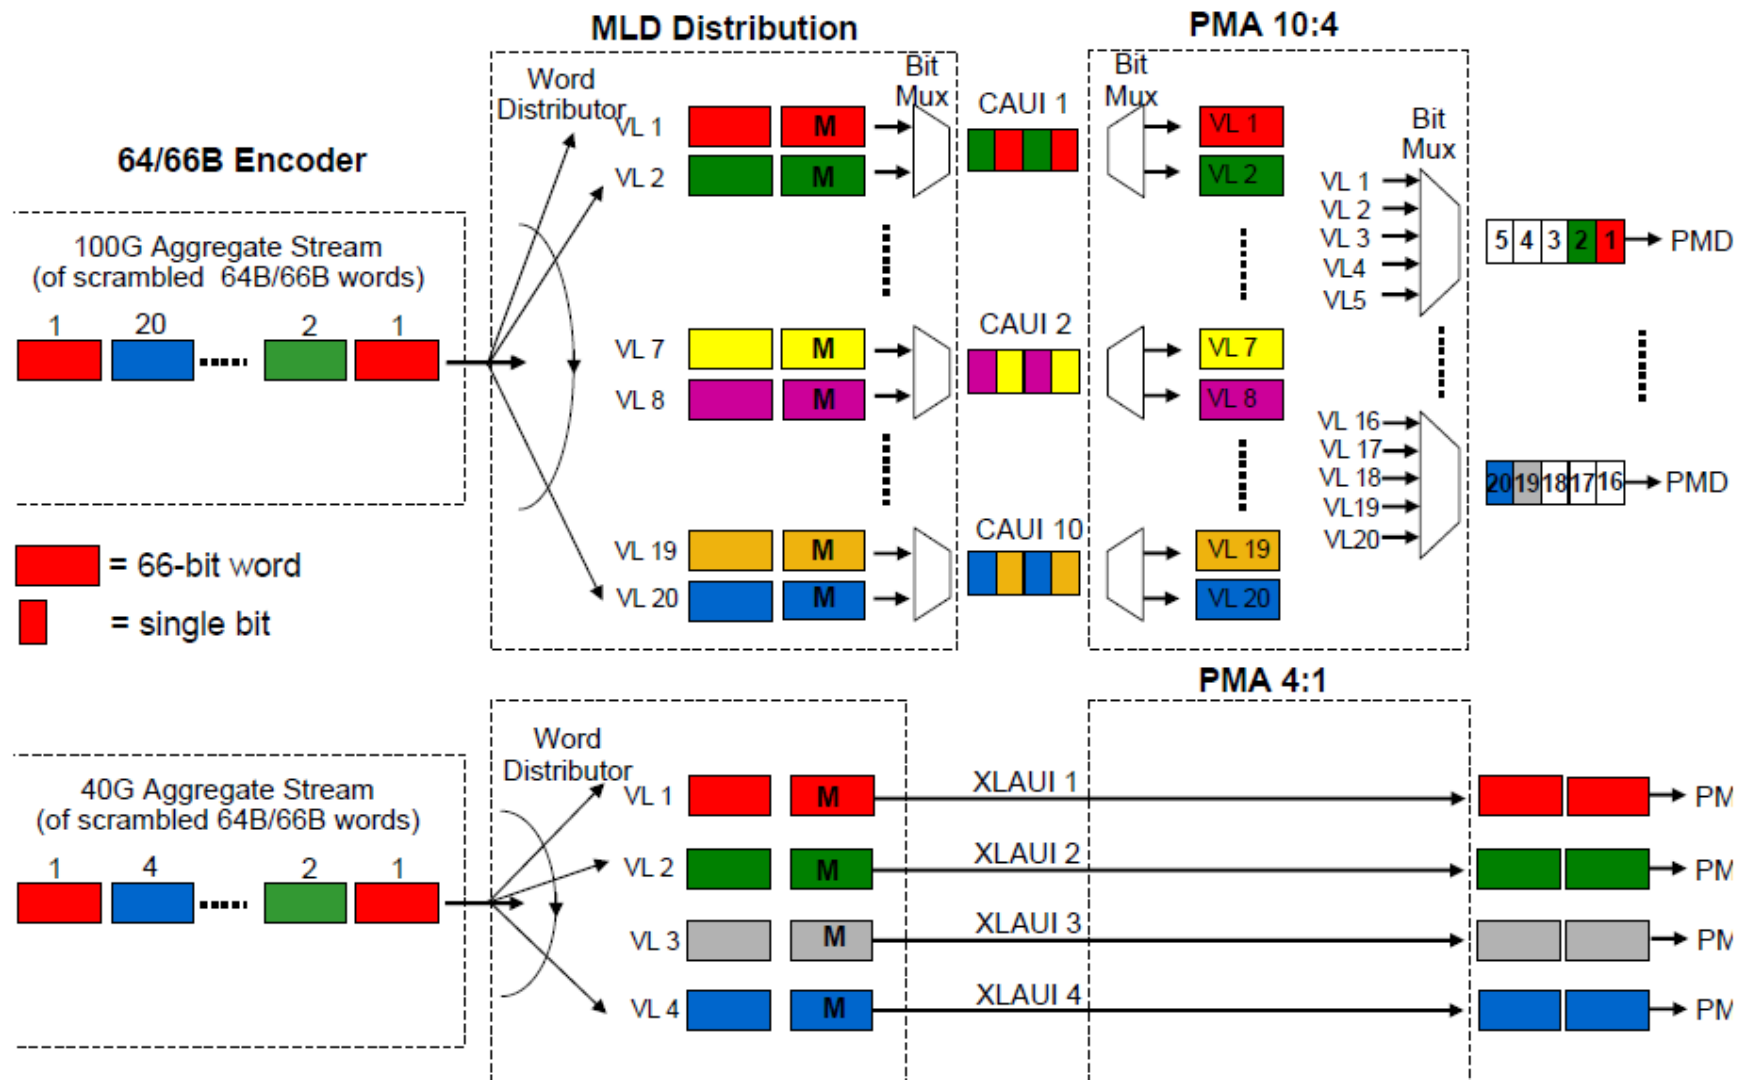 MLD Distribution
PMA 10:4
Word
Distributor
Bit
Mux
Bit
Mux
CAUI 1
VL 1
M
VL 1
Bit
Mux
64/66B Encoder
VL 2
M
VL 2
VL 1
VL 2
VL 3
VL4
VL5
5 4 3 2 1
PMD
100G Aggregate Stream
(of scrambled 64B/66B words)
1 20 2 1
CAUI 2
VL 7
M
VL 7
VL 8
M
VL 8
VL 16
VL 17
VL 18
VL19
VL20
20 19 18 17 16
PMD
CAUI 10
VL 19
M
VL 19
VL 20
M
VL 20
= 66-bit word
= single bit
PMA 4:1
Word
Distributor
40G Aggregate Stream
(of scrambled 64B/66B words)
1 4 2 1
VL 1
M
XLAUI 1
PM
VL 2
M
XLAUI 2
PM
VL 3
M
XLAUI 3
PM
VL 4
M
XLAUI 4
PM